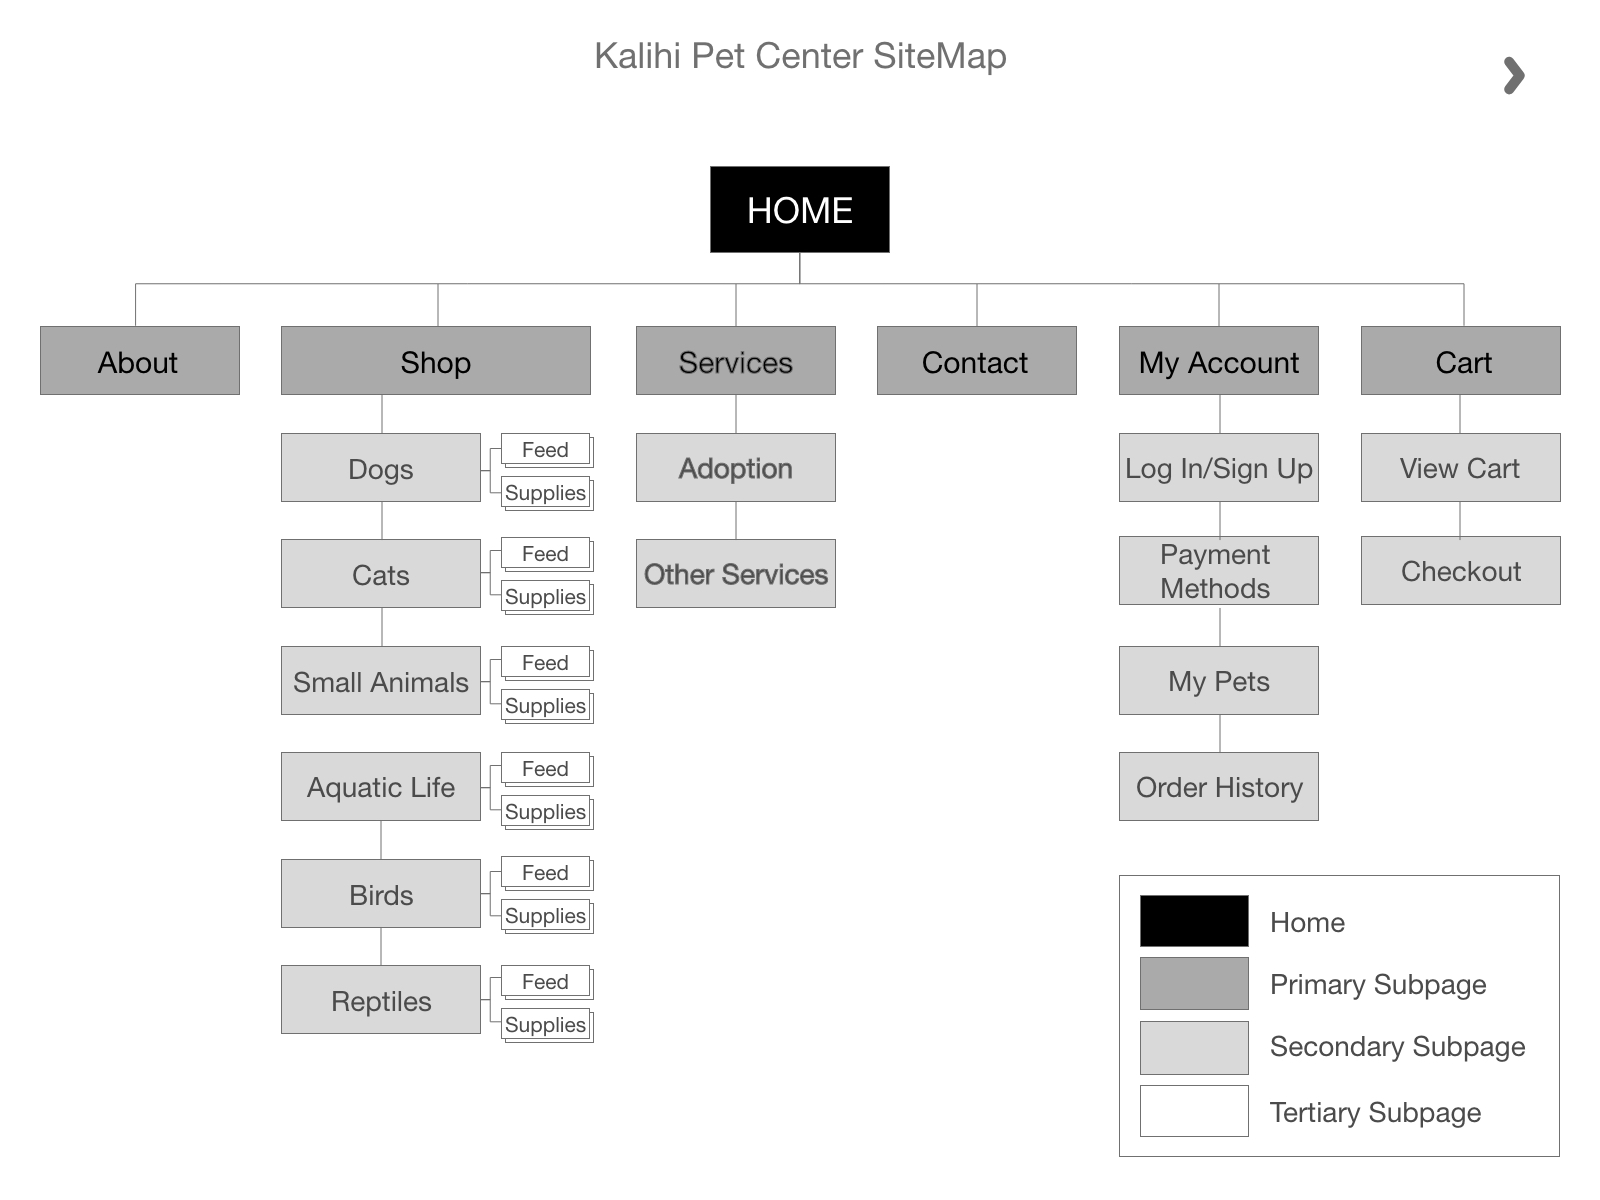 Kalihi Pet Center SiteMap
HOME
About
Shop
Services
Contact
My Account
Cart
Dogs
Feed
Supplies
Cats
Feed
Supplies
Small Animals
Feed
Supplies
Aquatic Life
Feed
Supplies
Birds
Feed
Supplies
Reptiles
Feed
Supplies
Adoption
Other Services
Log In/Sign Up
Payment
Methods
My Pets
Order History
View Cart
Checkout
Home
Primary Subpage
Secondary Subpage
Tertiary Subpage